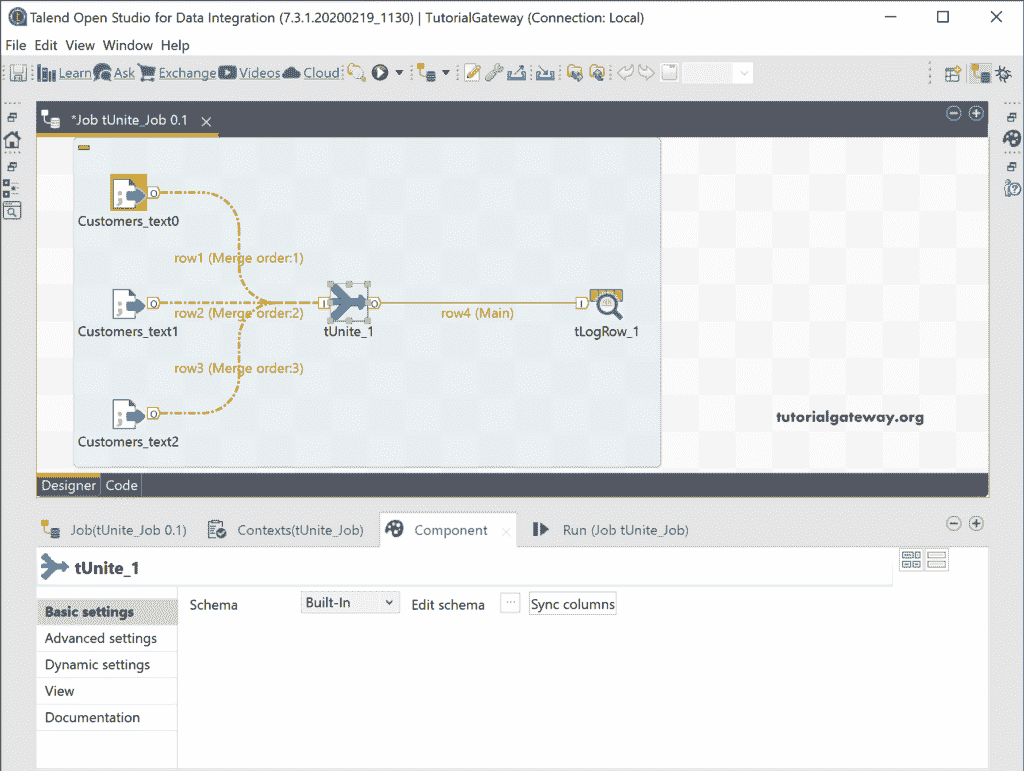 Talend Open Studio for Data Integration (7.3.1.20200219_1130) | TutorialGateway (Connection: Local)
File Edit View Window Help
Learn Ask Exchange Videos Cloud
*Job tUnite_Job 0.1
Customers_text0
row1 (Merge order:1)
row2 (Merge order:2)
row4 (Main)
Customers_text1
tUnite_1
tLogRow_1
row3 (Merge order:3)
tutorialgateway.org
Customers_text2
Designer Code
Job(tUnite_Job 0.1) Contexts(tUnite_Job) Component Run (Job tUnite_Job)
tUnite_1
Basic settings
Schema Built-In Edit schema ... Sync columns
Advanced settings
Dynamic settings
View
Documentation